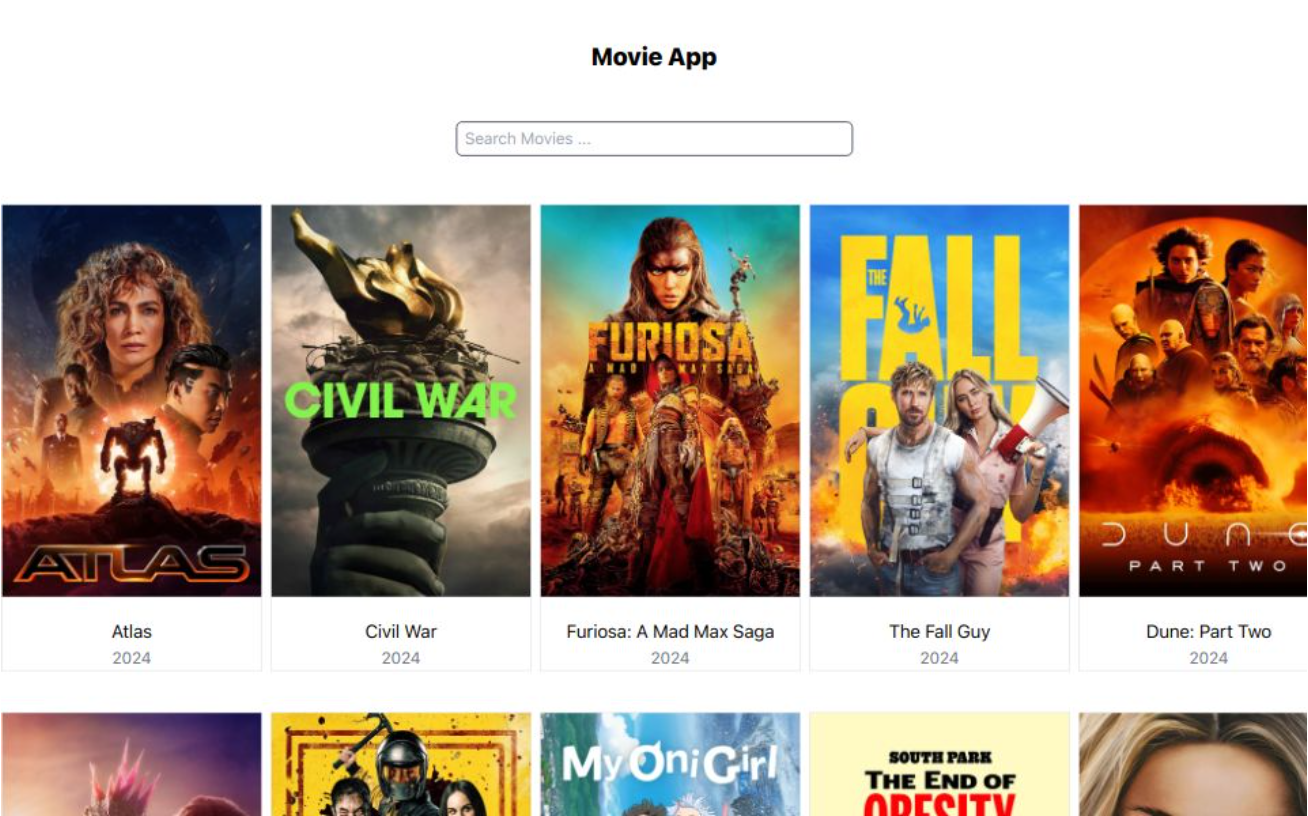 Movie App
Search Movies ...
ATLAS
CIVIL WAR
FURIOSA
A MAD MAX SAGA
THE
FALL
GUY
DUNE
PART TWO
Atlas
Civil War
Furiosa: A Mad Max Saga
The Fall Guy
Dune: Part Two
2024
2024
2024
2024
2024
My Oni Girl
SOUTH PARK
THE END OF
OBESITY